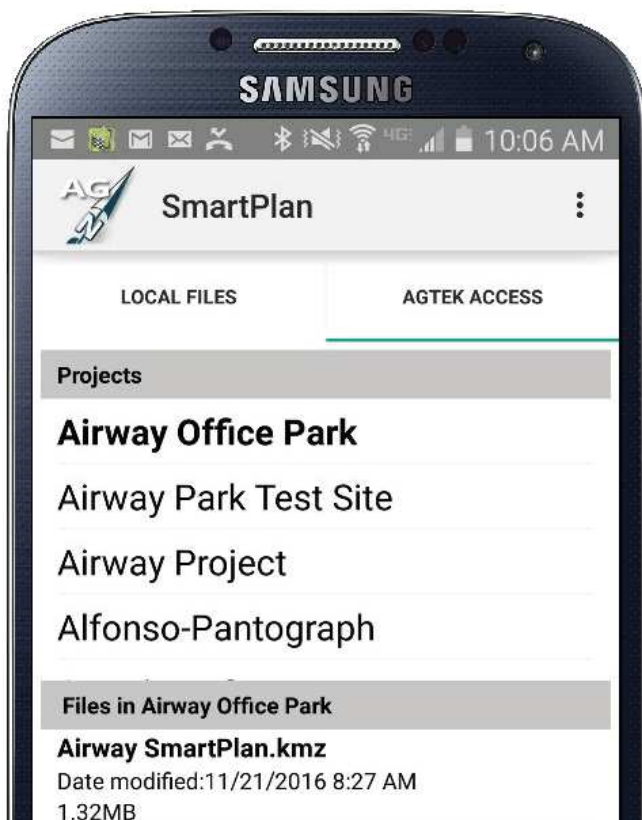 SAMSUNG
4G
10:06 AM
AG
SmartPlan
LOCAL FILES
AGTEK ACCESS
Projects
Airway Office Park
Airway Park Test Site
Airway Project
Alfonso-Pantograph
Files in Airway Office Park
Airway SmartPlan.kmz
Date modified:11/21/2016 8:27 AM
1.32MB